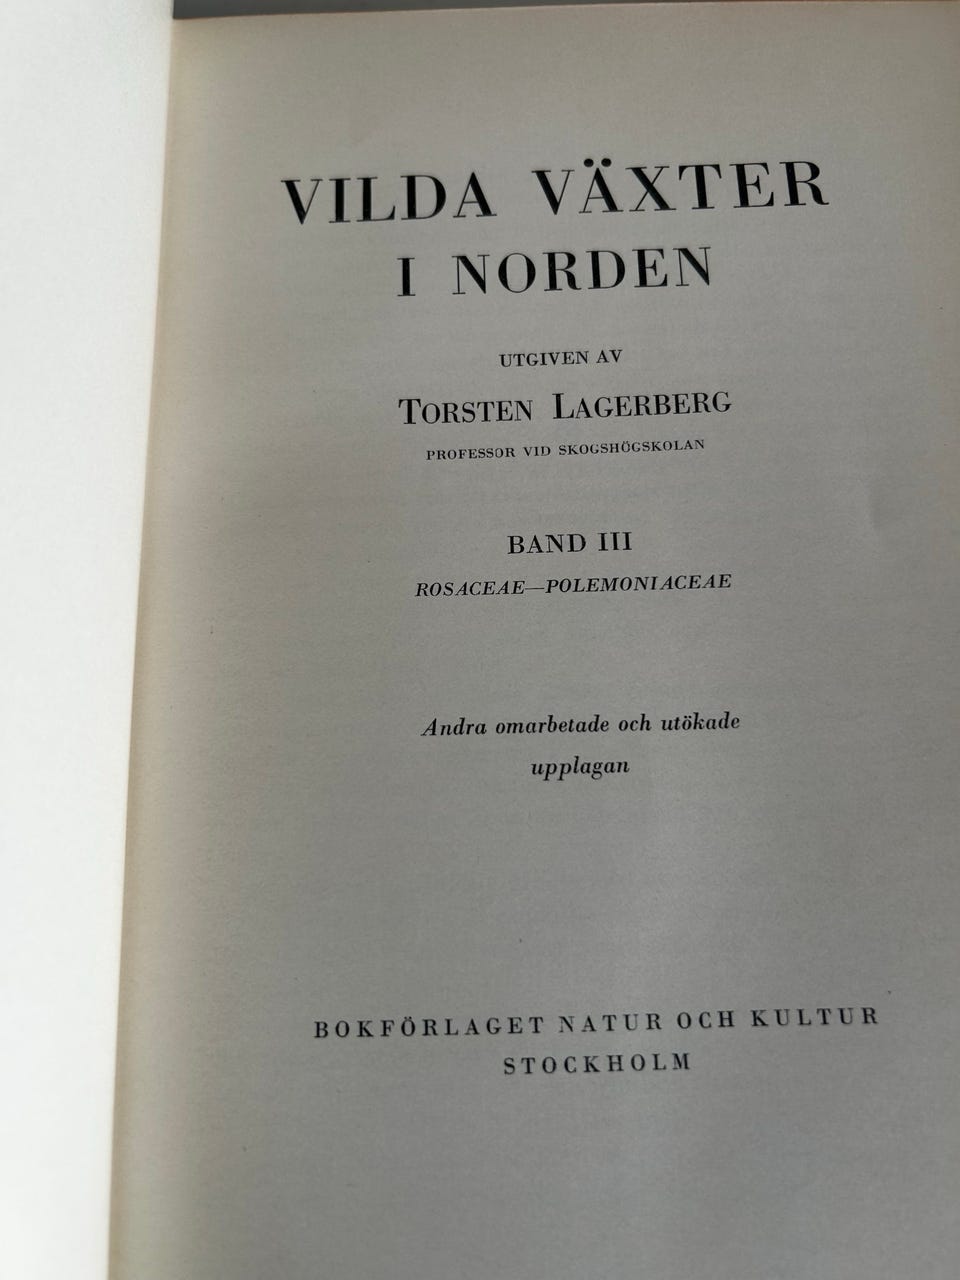 VILDA VÄXTER
I NORDEN
UTGIVEN AV
TORSTEN LAGERBERG
PROFESSOR VID SKOGSHÖGSKOLAN
BAND III
ROSACEAE—POLEMONIACEAE
Andra omarbetade och utökade
upplagan
BOKFÖRLAGET NATUR OCH KULTUR
STOCKHOLM